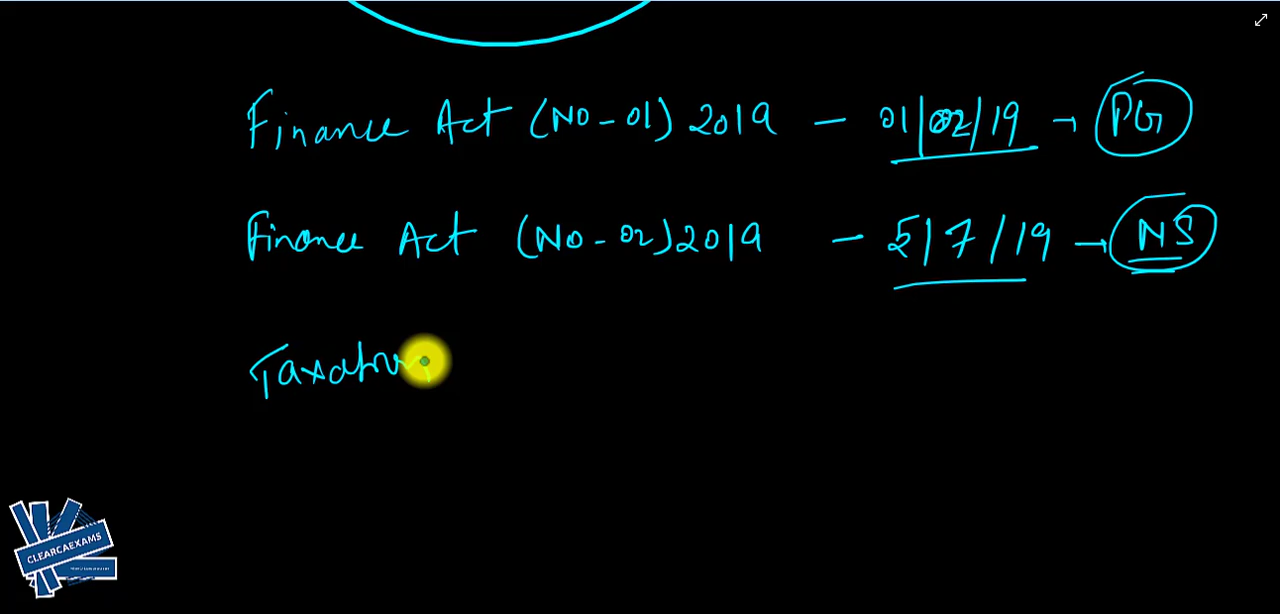 Finance Act (NO-01) 2019 – 01/02/19 → PG
Finance Act (NO-02) 2019 – 5/7/19 → NS
Taxation
CLEARCAEXAMS